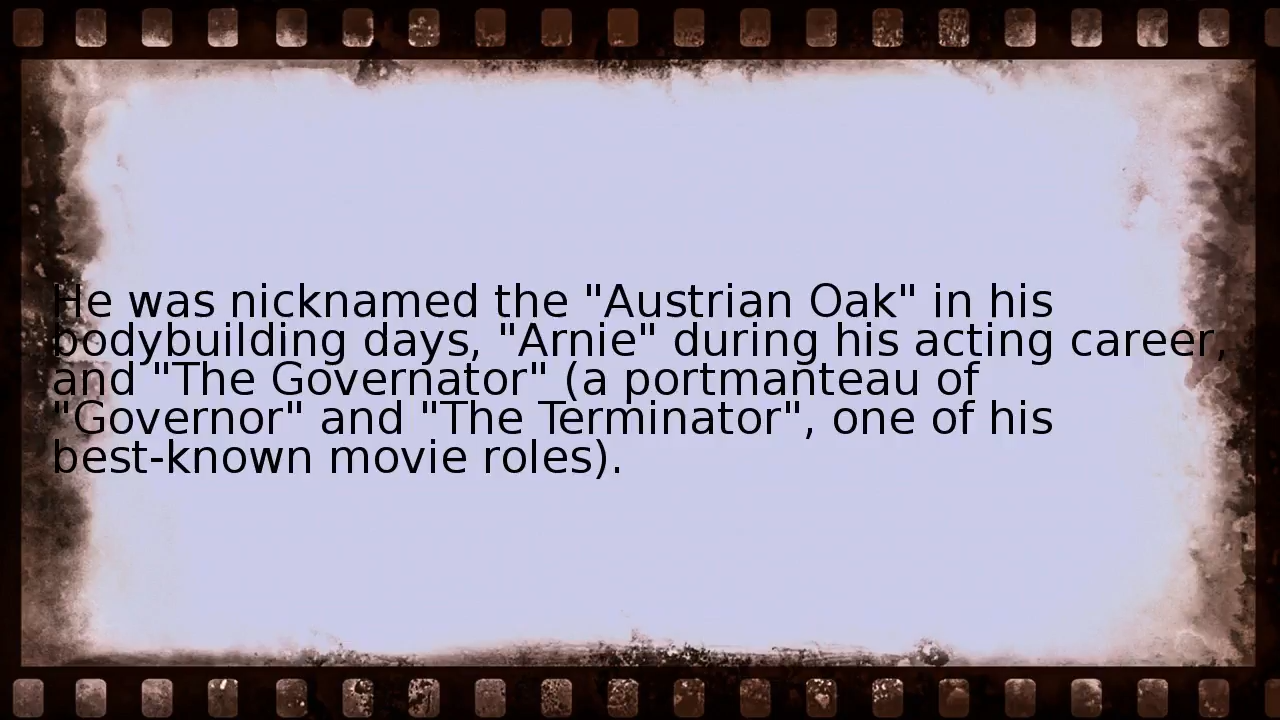 He was nicknamed the "Austrian Oak" in his
bodybuilding days, "Arnie" during his acting career,
and "The Governator" (a portmanteau of
"Governor" and "The Terminator", one of his
best-known movie roles).